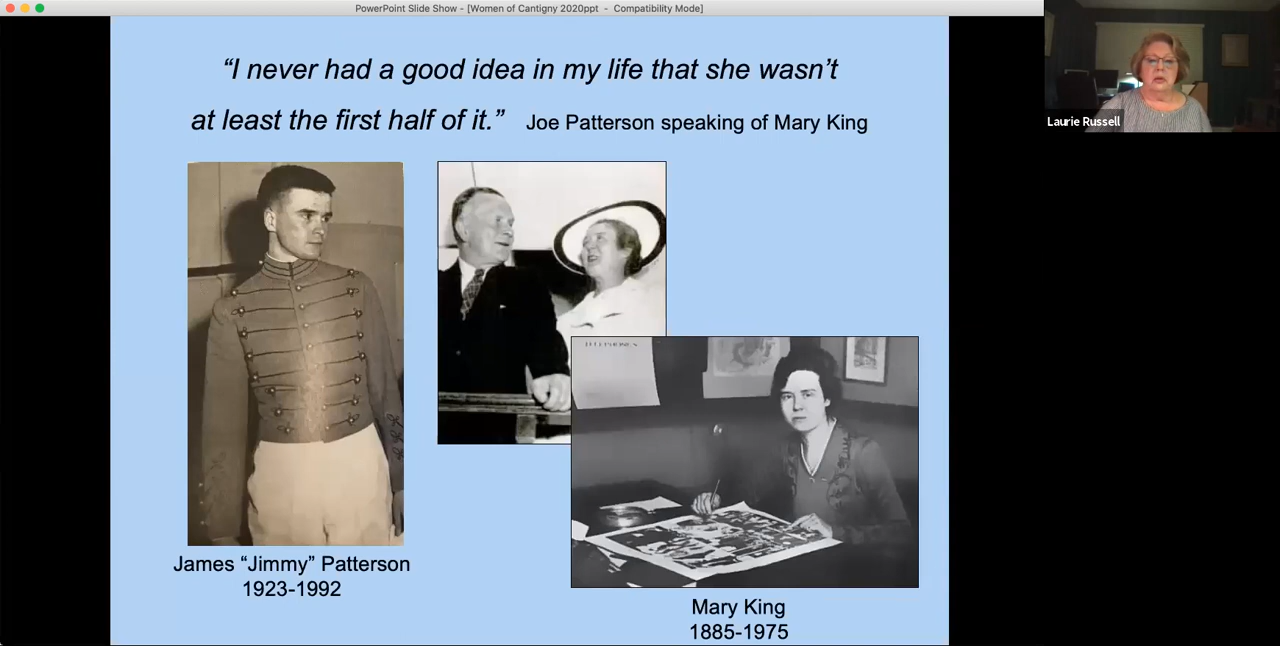 PowerPoint Slide Show - [Women of Cantigny 2020ppt - Compatibility Mode]
“I never had a good idea in my life that she wasn’t
at least the first half of it.” Joe Patterson speaking of Mary King
Laurie Russell
TELEPHONES
James “Jimmy” Patterson
1923-1992
Mary King
1885-1975